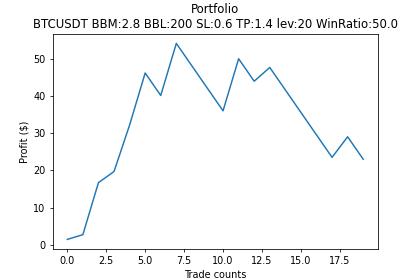 Portfolio
BTCUSDT BBM:2.8 BBL:200 SL:0.6 TP:1.4 lev:20 WinRatio:50.0
50
40
30
20
10
0
Profit ($)
0.0 2.5 5.0 7.5 10.0 12.5 15.0 17.5
Trade counts